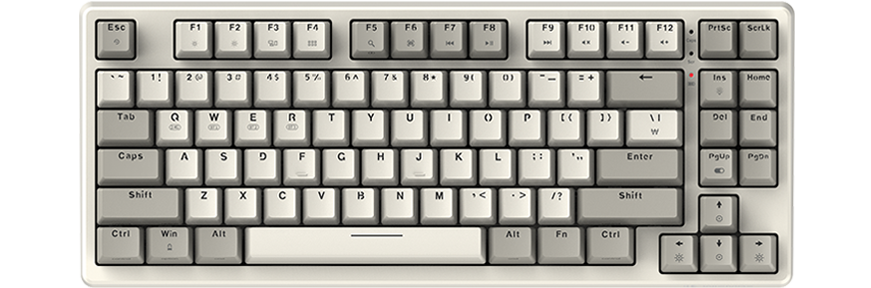 Esc F1 F2 F3 F4 F5 F6 F7 F8 F9 F10 F11 F12 PrtSc ScrLk
` ~ 1 ! 2 @ 3 # 4 $ 5 % 6 ^ 7 & 8 * 9 ( 0 ) - _ = + ← Ins Home
Tab Q W E R T Y U I O P [ { ] } \ | W Del End
Caps A S D F G H J K L ; : ' " Enter PgUp PgDn
Shift Z X C V B N M , < . > / ? Shift ↑
Ctrl Win Alt Alt Fn Ctrl ← ↓ →